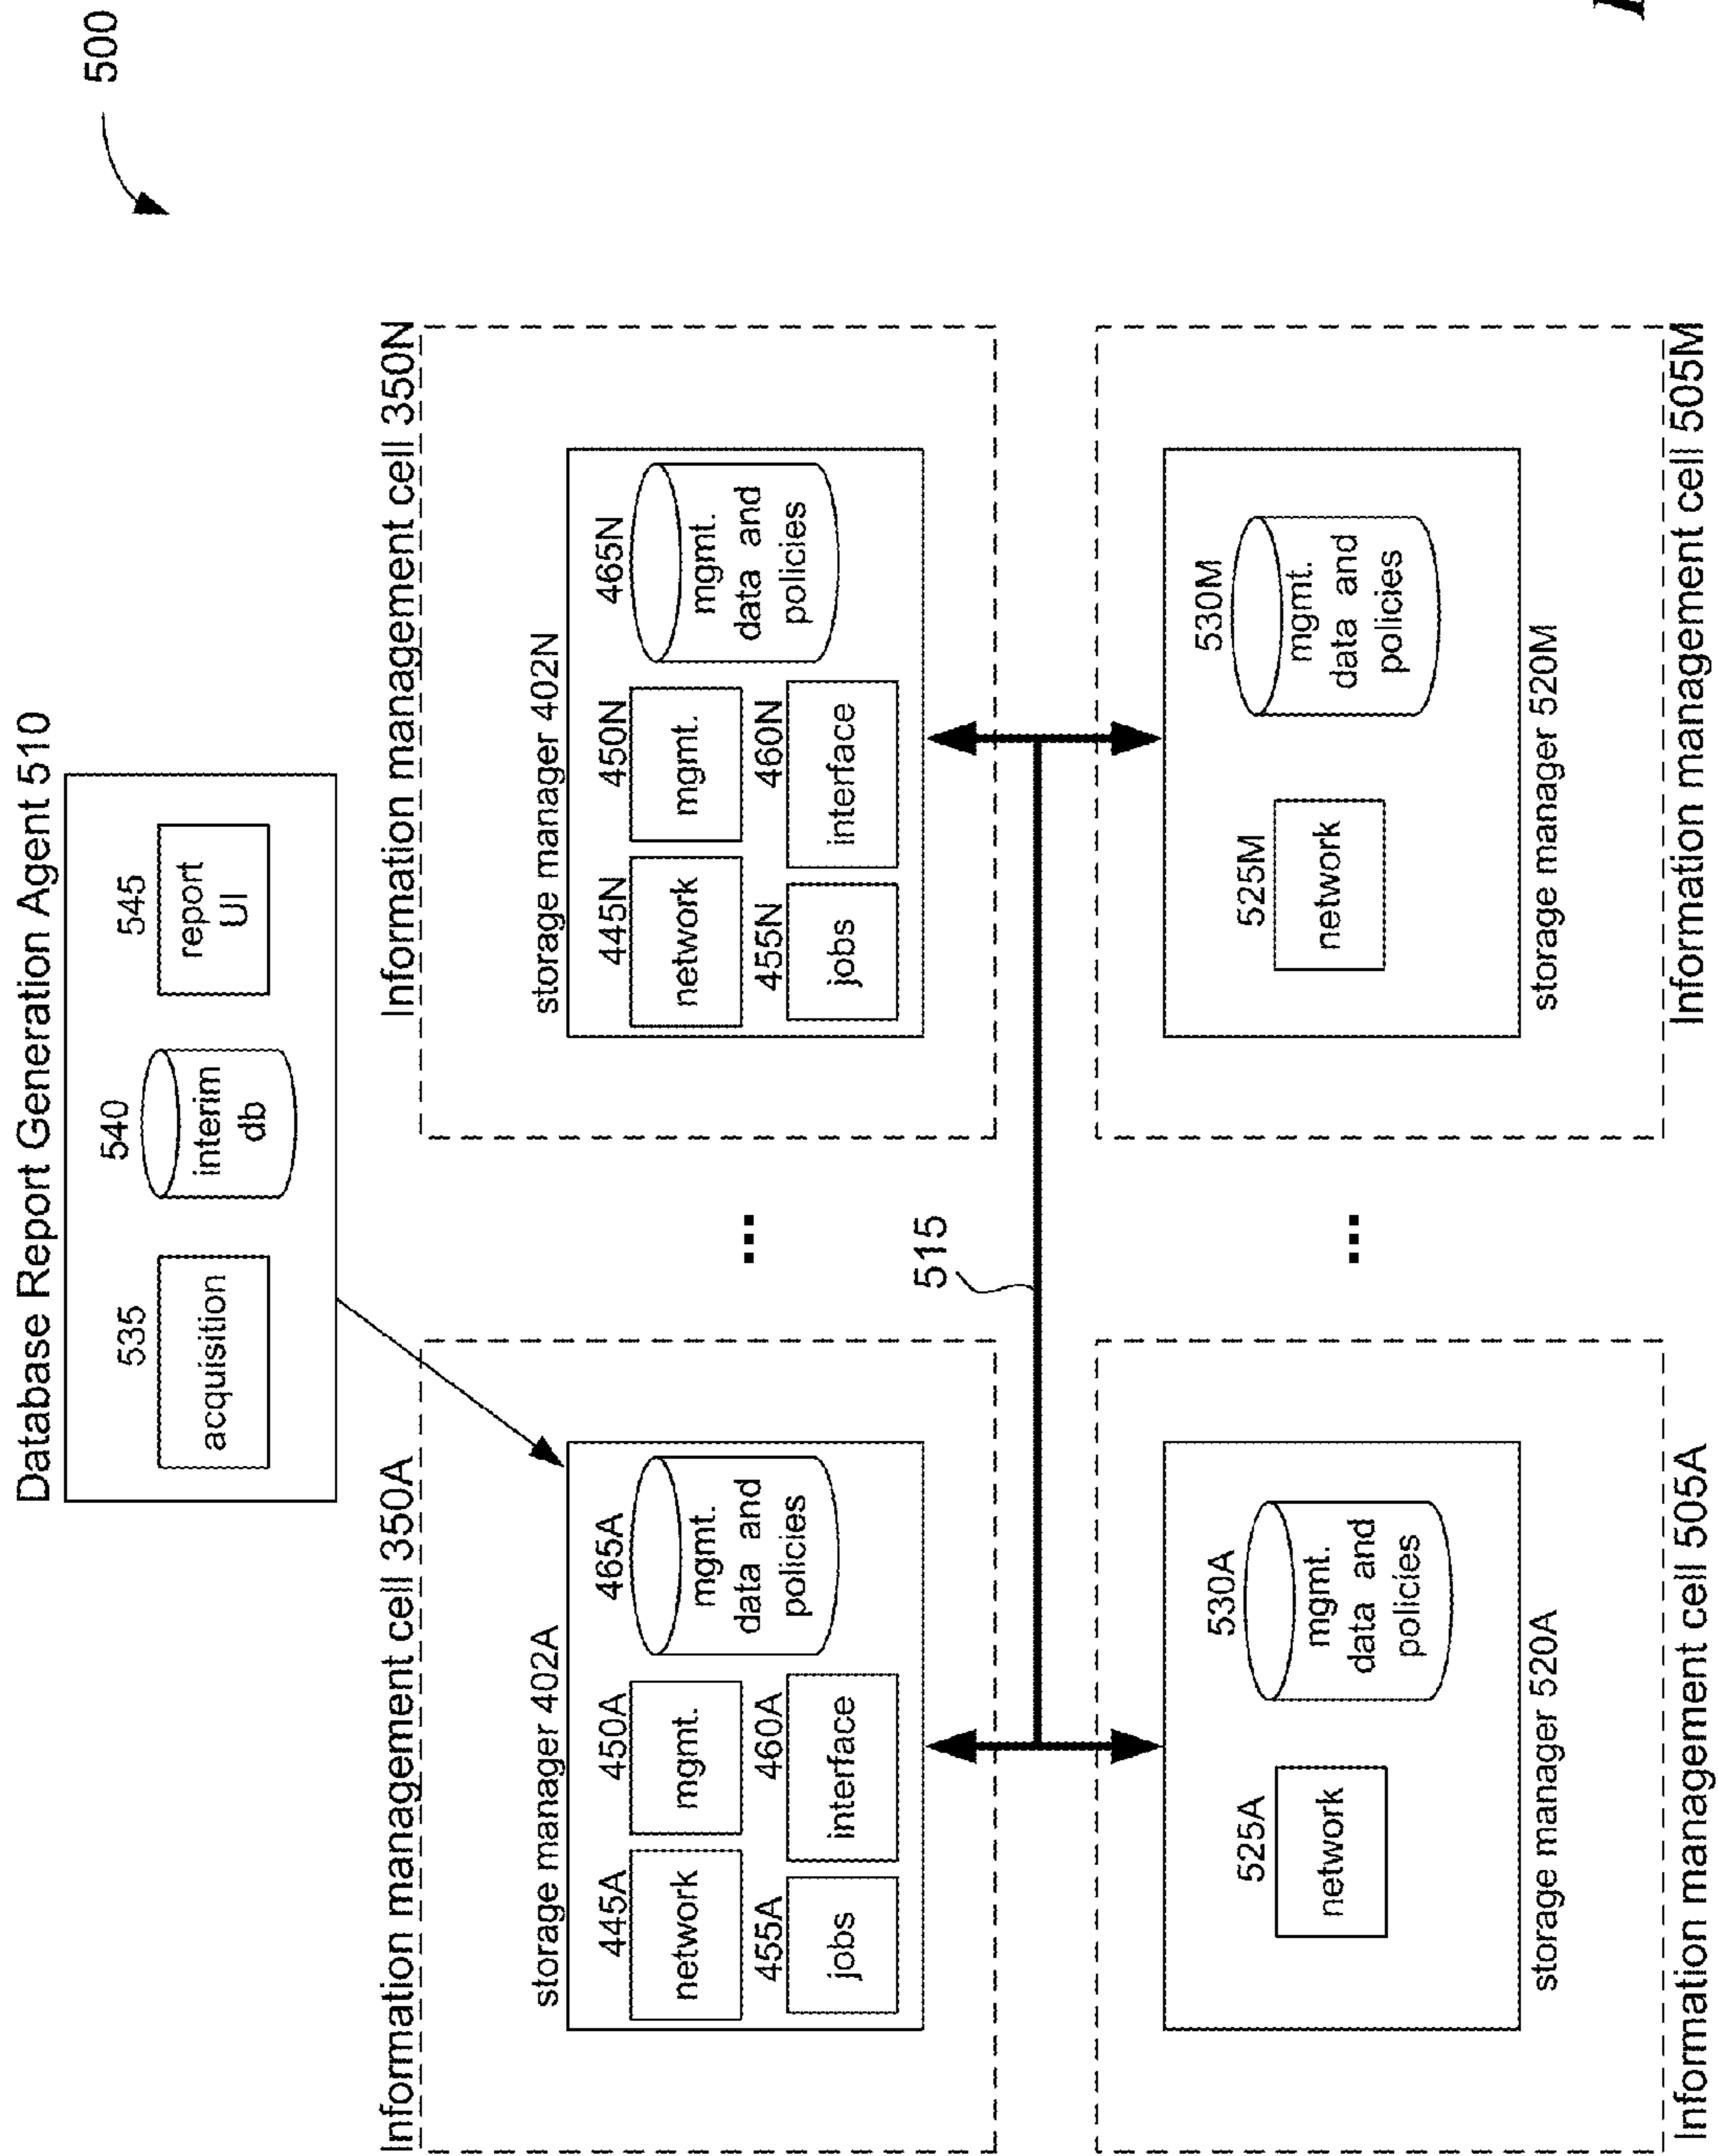 500
Database Report Generation Agent 510
535
540
545
acquisition
interim
db
report
UI
Information management cell 350A
Information management cell 350N
storage manager 402A
445A
450A
465A
network
mgmt.
mgmt.
data and
policies
455A
460A
jobs
interface
...
storage manager 402N
445N
450N
465N
network
mgmt.
mgmt.
data and
policies
455N
460N
jobs
interface
515
525A
530A
network
mgmt.
data and
policies
storage manager 520A
Information management cell 505A
...
525M
530M
network
mgmt.
data and
policies
storage manager 520M
Information management cell 505M